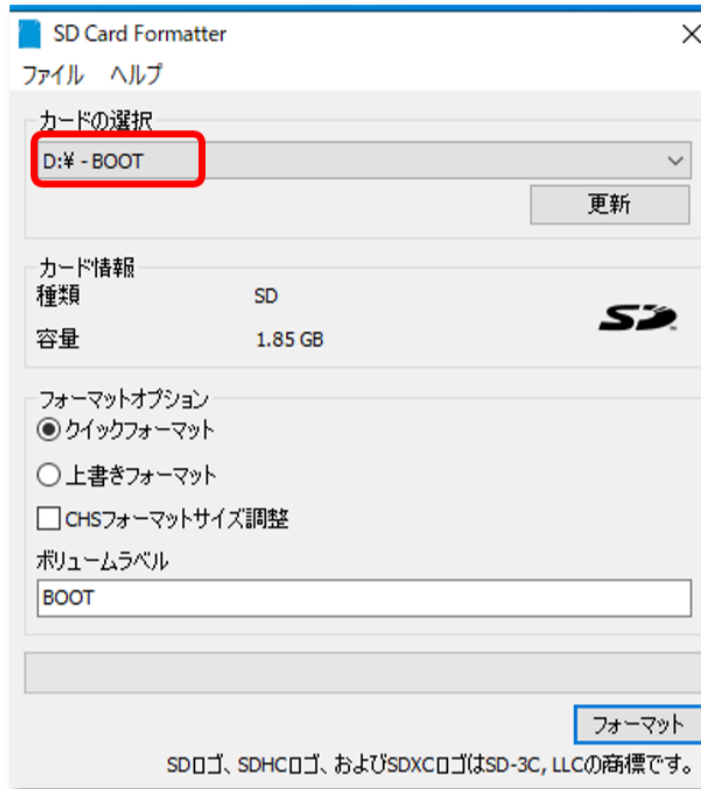 SD Card Formatter
ファイル ヘルプ
カードの選択
D:¥ - BOOT
更新
カード情報
種類 SD
SD
容量 1.85 GB
フォーマットオプション
クイックフォーマット
上書きフォーマット
CHSフォーマットサイズ調整
ボリュームラベル
BOOT
フォーマット
SDロゴ、SDHCロゴ、およびSDXCロゴはSD-3C, LLCの商標です。